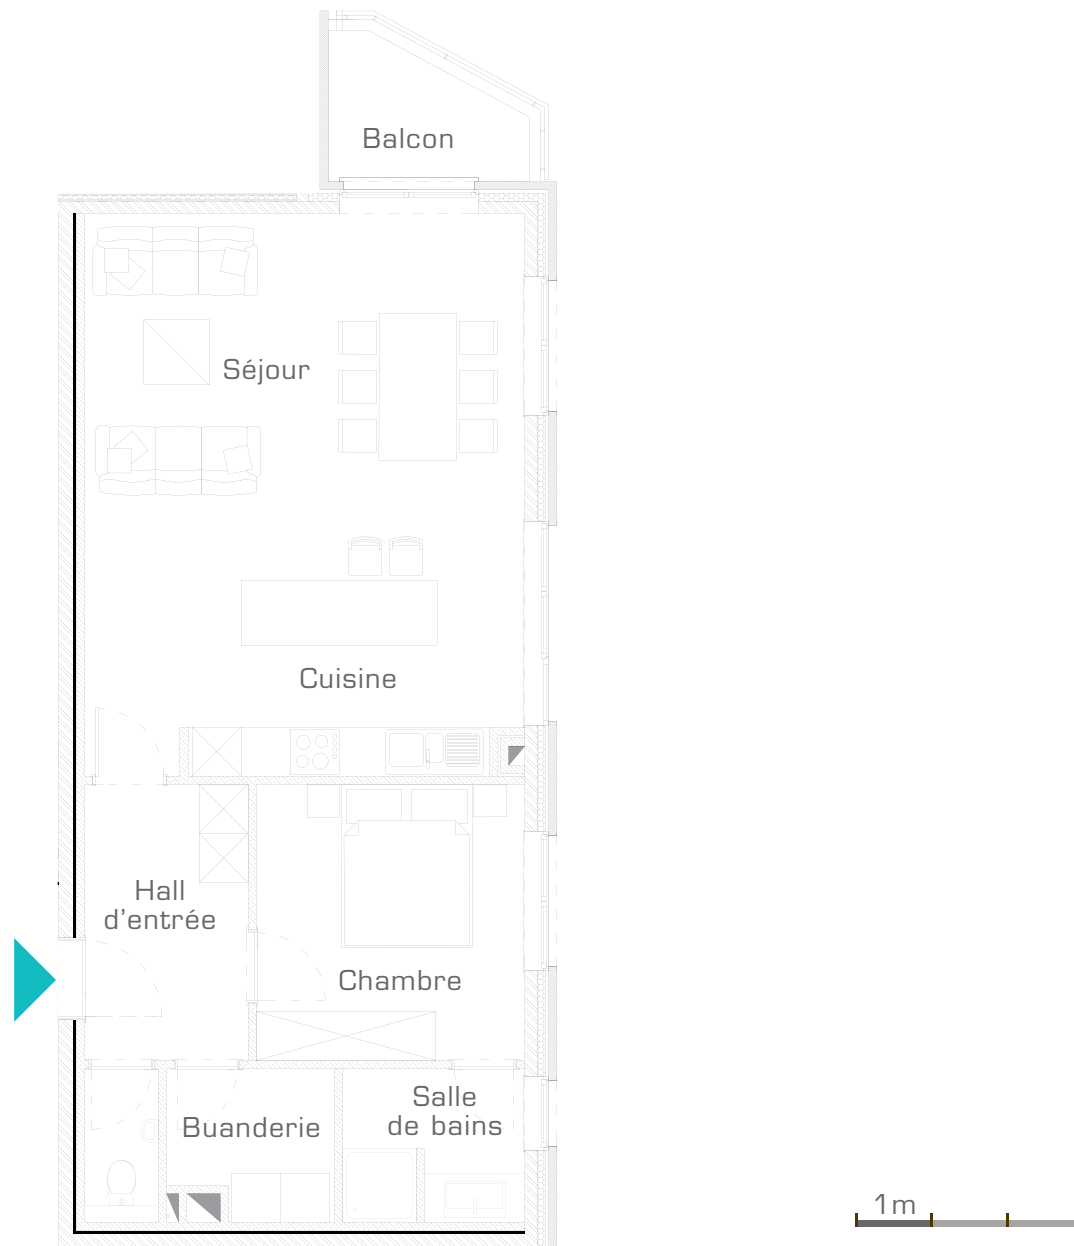 Balcon
Séjour
Cuisine
Hall
d'entrée
Chambre
Salle
de bains
Buanderie
1m